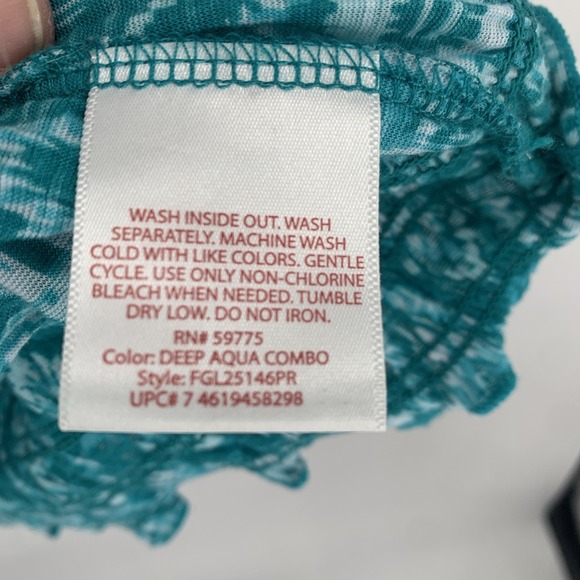 WASH INSIDE OUT. WASH
SEPARATELY. MACHINE WASH
COLD WITH LIKE COLORS. GENTLE
CYCLE. USE ONLY NON-CHLORINE
BLEACH WHEN NEEDED. TUMBLE
DRY LOW. DO NOT IRON.
RN# 59775
Color: DEEP AQUA COMBO
Style: FGL25146PR
UPC# 7 4619458298